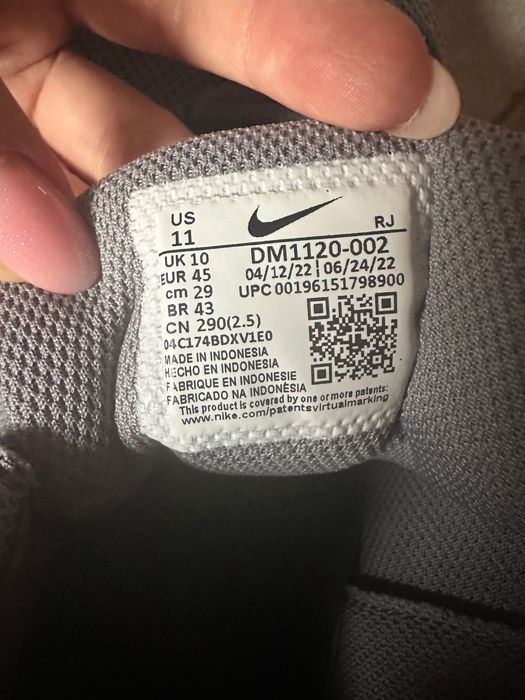 US
11
RJ
UK 10
DM1120-002
EUR 45
04/12/22 | 06/24/22
cm 29
UPC 00196151798900
BR 43
CN 290(2.5)
04C174BDXV1E0
MADE IN INDONESIA
HECHO EN INDONESIA
FABRIQUE EN INDONESIE
FABRICADO NA INDONÉSIA
This product is covered by one or more patents:
www.nike.com/patentsvirtualmarking